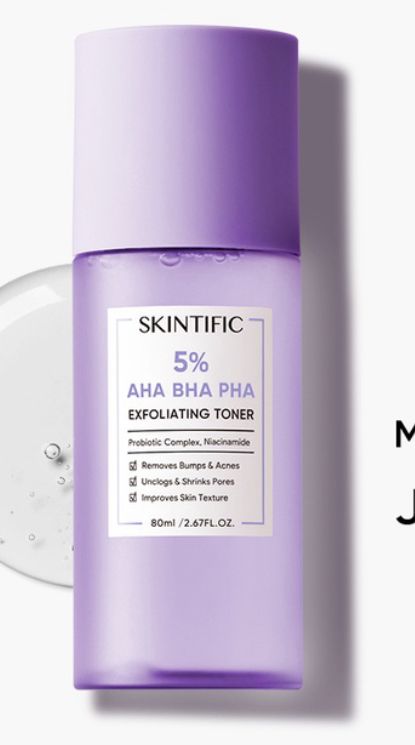 SKINTIFIC
5%
AHA BHA PHA
EXFOLIATING TONER
Probiotic Complex, Niacinamide
☑ Removes Bumps & Acnes
☑ Unclogs & Shrinks Pores
☑ Improves Skin Texture
80ml /2.67FL.OZ.
M